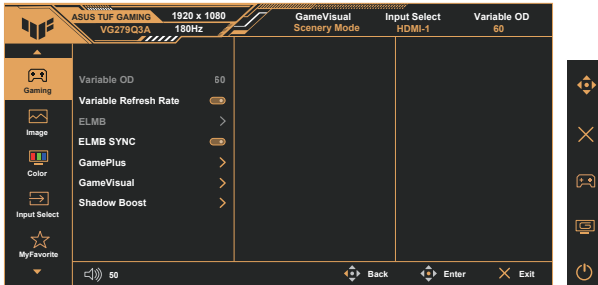 ASUS TUF GAMING 1920 x 1080 GameVisual Input Select Variable OD
VG279Q3A 180Hz Scenery Mode HDMI-1 60
Gaming
Image
Color
Input Select
MyFavorite
Variable OD 60
Variable Refresh Rate
ELMB
ELMB SYNC
GamePlus
GameVisual
Shadow Boost
50 Back Enter Exit